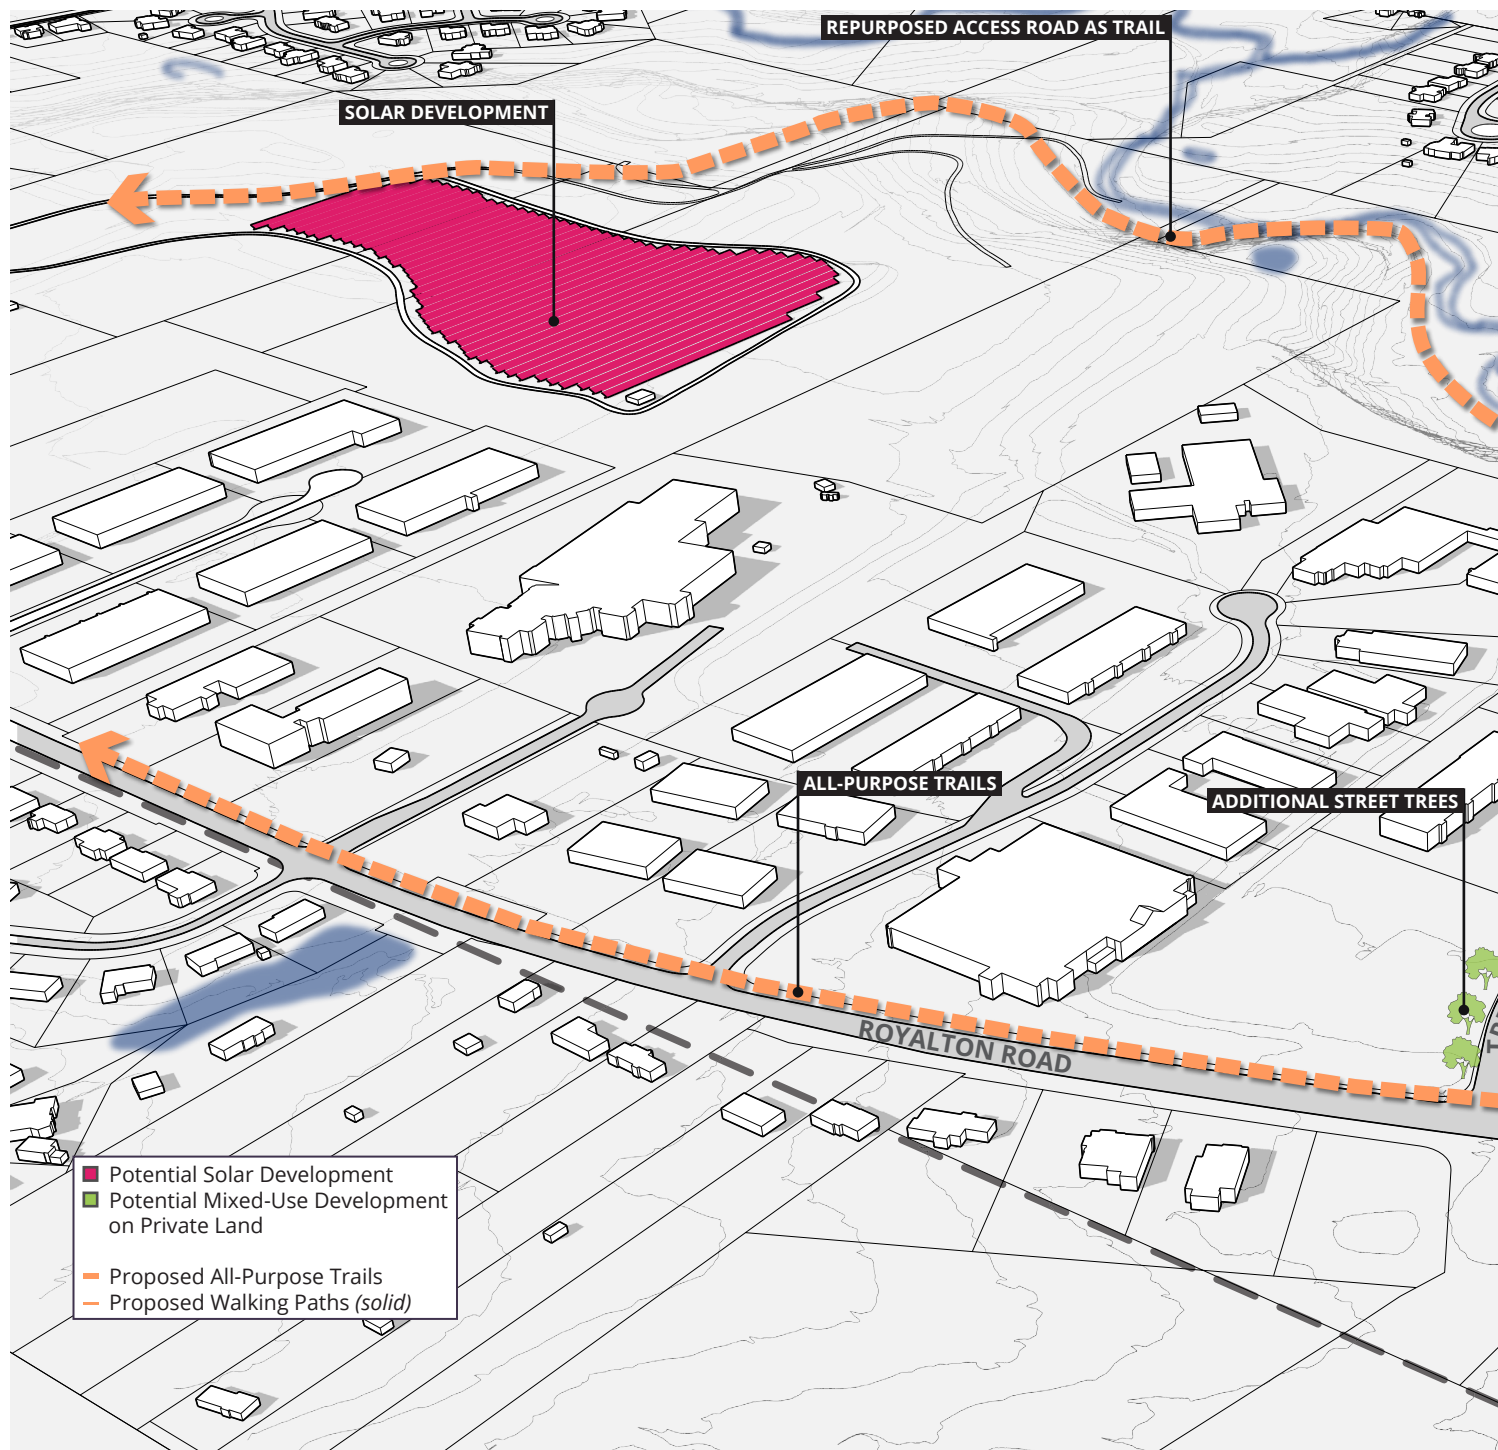 REPURPOSED ACCESS ROAD AS TRAIL
SOLAR DEVELOPMENT
ALL-PURPOSE TRAILS
ADDITIONAL STREET TREES
ROYALTON ROAD
Potential Solar Development
Potential Mixed-Use Development
on Private Land
Proposed All-Purpose Trails
Proposed Walking Paths (solid)